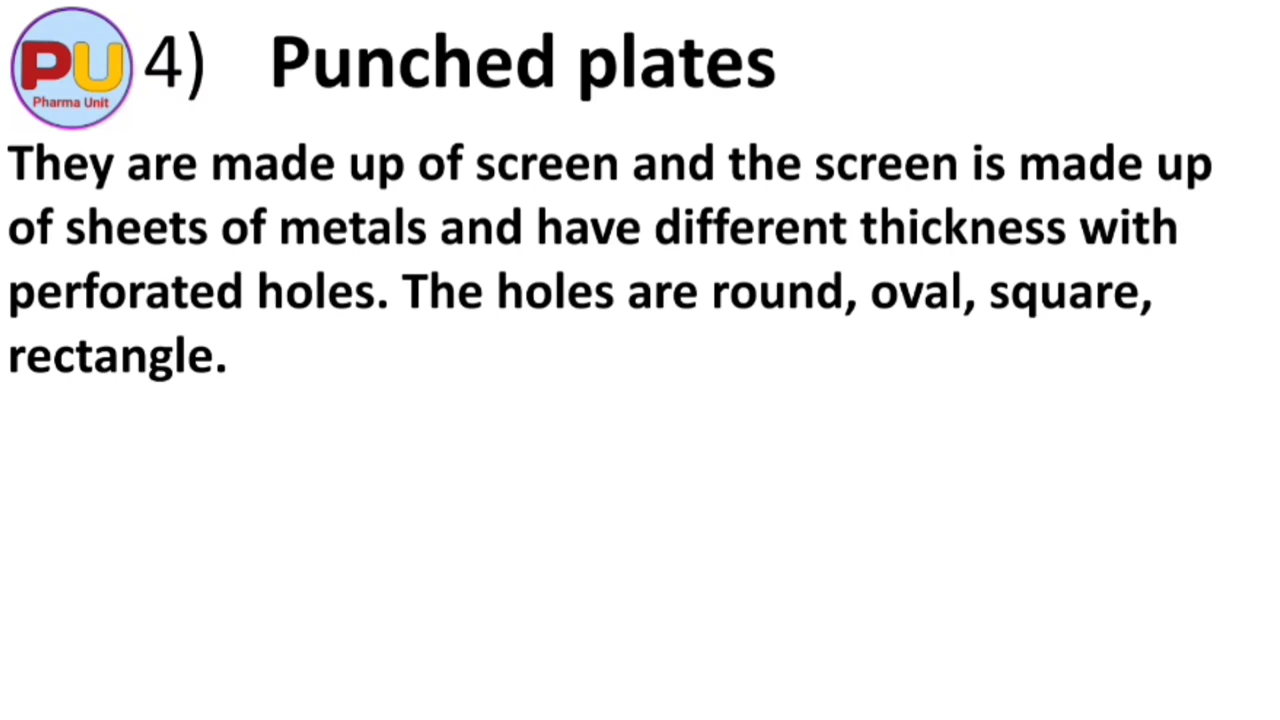 PU
Pharma Unit
4) Punched plates
They are made up of screen and the screen is made up
of sheets of metals and have different thickness with
perforated holes. The holes are round, oval, square,
rectangle.